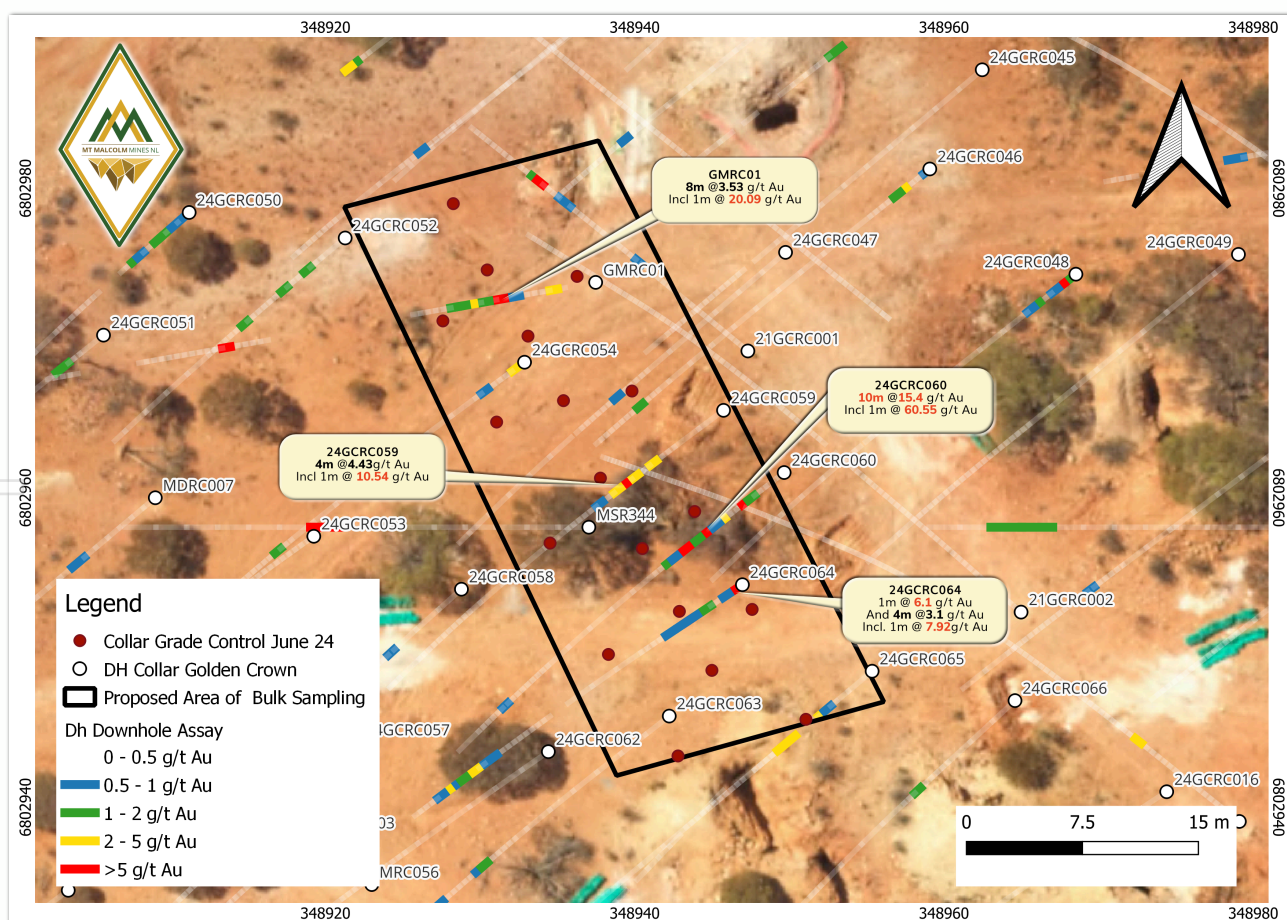 348920
348940
348960
348980
24GCRC045
MT MALCOLM MINES NL
24GCRC046
6802980
6802980
GMRC01
8m @3.53 g/t Au
Incl 1m @ 20.09 g/t Au
24GCRC050
24GCRC052
24GCRC047
24GCRC049
24GCRC048
GMRC01
24GCRC051
21GCRC001
24GCRC054
24GCRC060
10m @15.4 g/t Au
Incl 1m @ 60.55 g/t Au
24GCRC059
24GCRC059
4m @4.43g/t Au
Incl 1m @ 10.54 g/t Au
24GCRC060
MDRC007
6802960
6802960
MSR344
24GCRC053
24GCRC058
24GCRC064
24GCRC064
1m @ 6.1 g/t Au
And 4m @3.1 g/t Au
Incl. 1m @ 7.92g/t Au
21GCRC002
24GCRC065
24GCRC066
24GCRC063
4GCRC057
24GCRC062
24GCRC016
6802940
6802940
03
MRC056
Legend
Collar Grade Control June 24
DH Collar Golden Crown
Proposed Area of Bulk Sampling
Dh Downhole Assay
0 - 0.5 g/t Au
0.5 - 1 g/t Au
1 - 2 g/t Au
2 - 5 g/t Au
>5 g/t Au
0 7.5 15 m
348920
348940
348960
348980